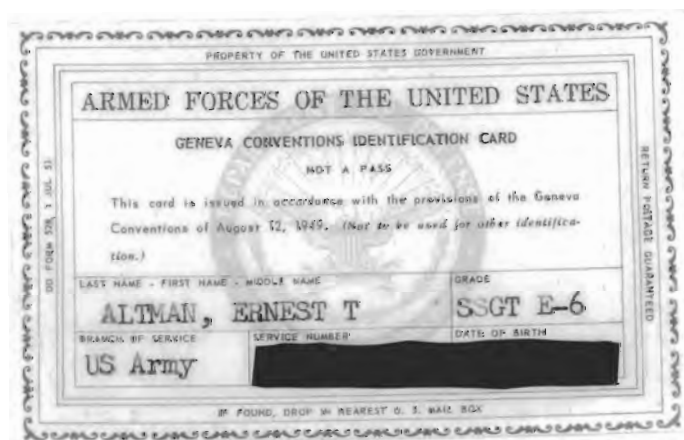 PROPERTY OF THE UNITED STATES GOVERNMENT
ARMED FORCES OF THE UNITED STATES
GENEVA CONVENTIONS IDENTIFICATION CARD
NOT A PASS
This card is issued in accordance with the provisions of the Geneva
Conventions of August 12, 1949. (Not to be used for other identifica-
tion.)
LAST NAME - FIRST NAME - MIDDLE NAME
GRADE
ALTMAN, ERNEST T
SSGT E-6
BRANCH OF SERVICE
SERVICE NUMBER
DATE OF BIRTH
US Army
IF FOUND, DROP IN NEAREST U. S. MAIL BOX
DD FORM 528, 1 JUL 51
RETURN POSTAGE GUARANTEED